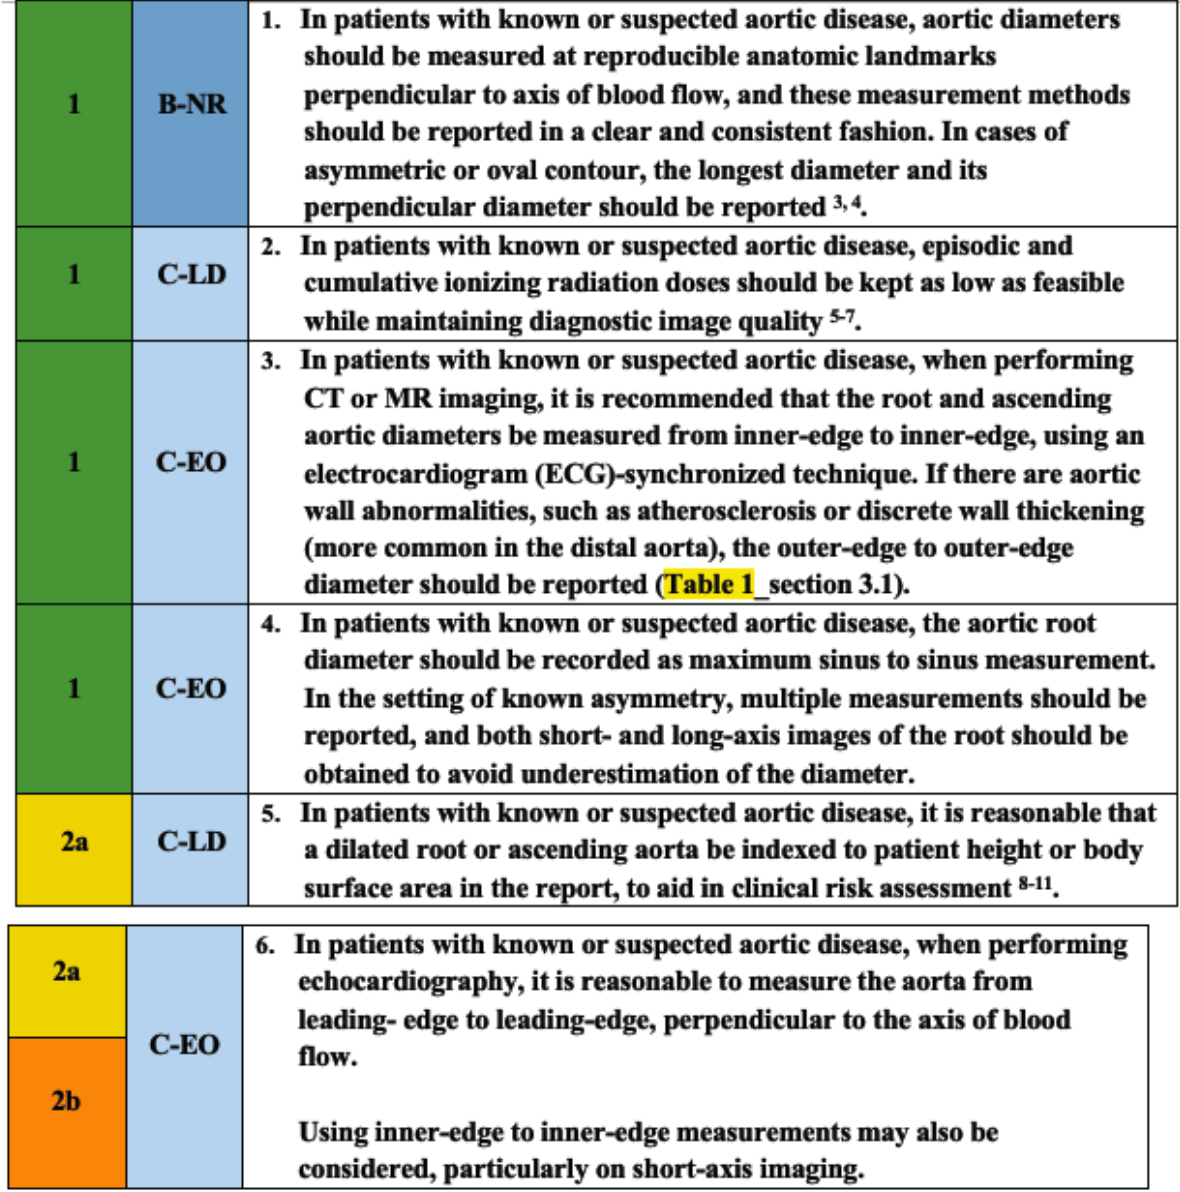 1
B-NR
1. In patients with known or suspected aortic disease, aortic diameters
should be measured at reproducible anatomic landmarks
perpendicular to axis of blood flow, and these measurement methods
should be reported in a clear and consistent fashion. In cases of
asymmetric or oval contour, the longest diameter and its
perpendicular diameter should be reported 3, 4.
1
C-LD
2. In patients with known or suspected aortic disease, episodic and
cumulative ionizing radiation doses should be kept as low as feasible
while maintaining diagnostic image quality 5-7.
1
C-EO
3. In patients with known or suspected aortic disease, when performing
CT or MR imaging, it is recommended that the root and ascending
aortic diameters be measured from inner-edge to inner-edge, using an
electrocardiogram (ECG)-synchronized technique. If there are aortic
wall abnormalities, such as atherosclerosis or discrete wall thickening
(more common in the distal aorta), the outer-edge to outer-edge
diameter should be reported (Table 1_section 3.1).
1
C-EO
4. In patients with known or suspected aortic disease, the aortic root
diameter should be recorded as maximum sinus to sinus measurement.
In the setting of known asymmetry, multiple measurements should be
reported, and both short- and long-axis images of the root should be
obtained to avoid underestimation of the diameter.
2a
C-LD
5. In patients with known or suspected aortic disease, it is reasonable that
a dilated root or ascending aorta be indexed to patient height or body
surface area in the report, to aid in clinical risk assessment 8-11.
2a
2b
C-EO
6. In patients with known or suspected aortic disease, when performing
echocardiography, it is reasonable to measure the aorta from
leading- edge to leading-edge, perpendicular to the axis of blood
flow.
Using inner-edge to inner-edge measurements may also be
considered, particularly on short-axis imaging.